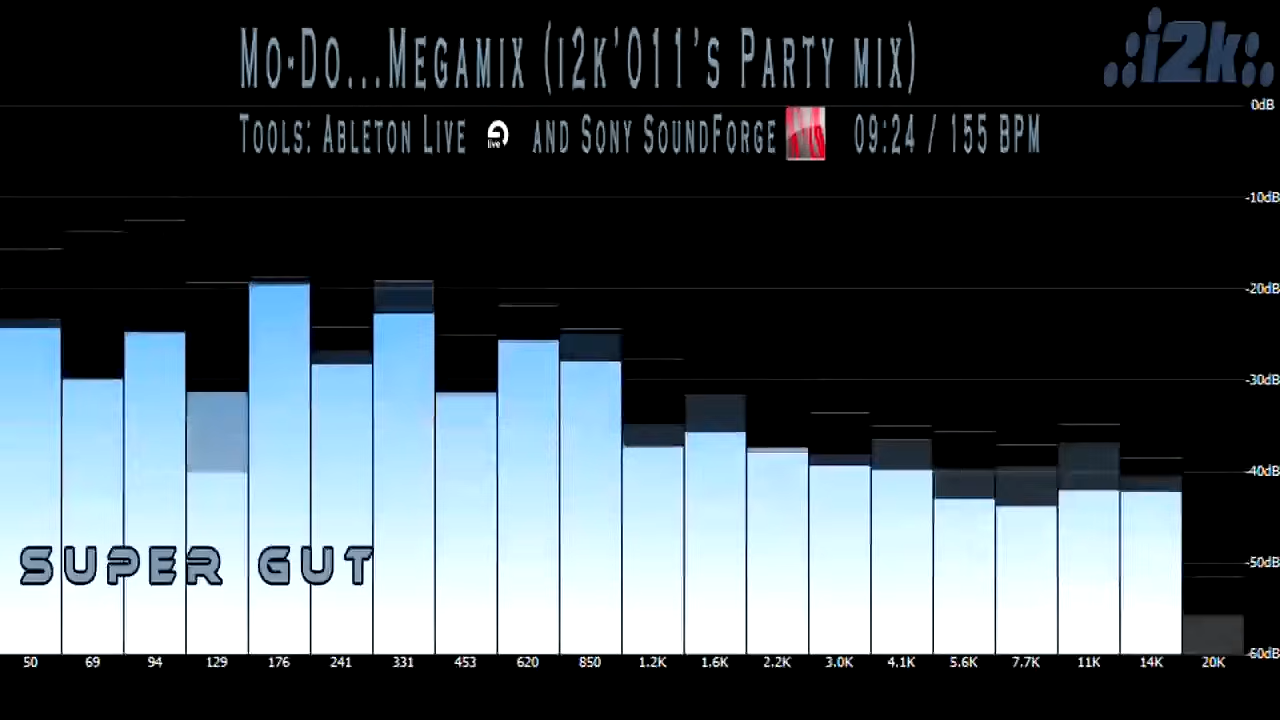 Mo-Do...Megamix (i2k'011's Party mix)
.:i2k:.
0dB
Tools: Ableton Live live and Sony SoundForge 09:24 / 155 BPM
-10dB
-20dB
-30dB
-40dB
-50dB
SUPER GUT
-60dB
50 69 94 129 176 241 331 453 620 850 1.2K 1.6K 2.2K 3.0K 4.1K 5.6K 7.7K 11K 14K 20K